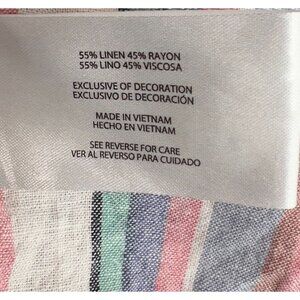 55% LINEN 45% RAYON
55% LINO 45% VISCOSA
EXCLUSIVE OF DECORATION
EXCLUSIVO DE DECORACIÓN
MADE IN VIETNAM
HECHO EN VIETNAM
SEE REVERSE FOR CARE
VER AL REVERSO PARA CUIDADO